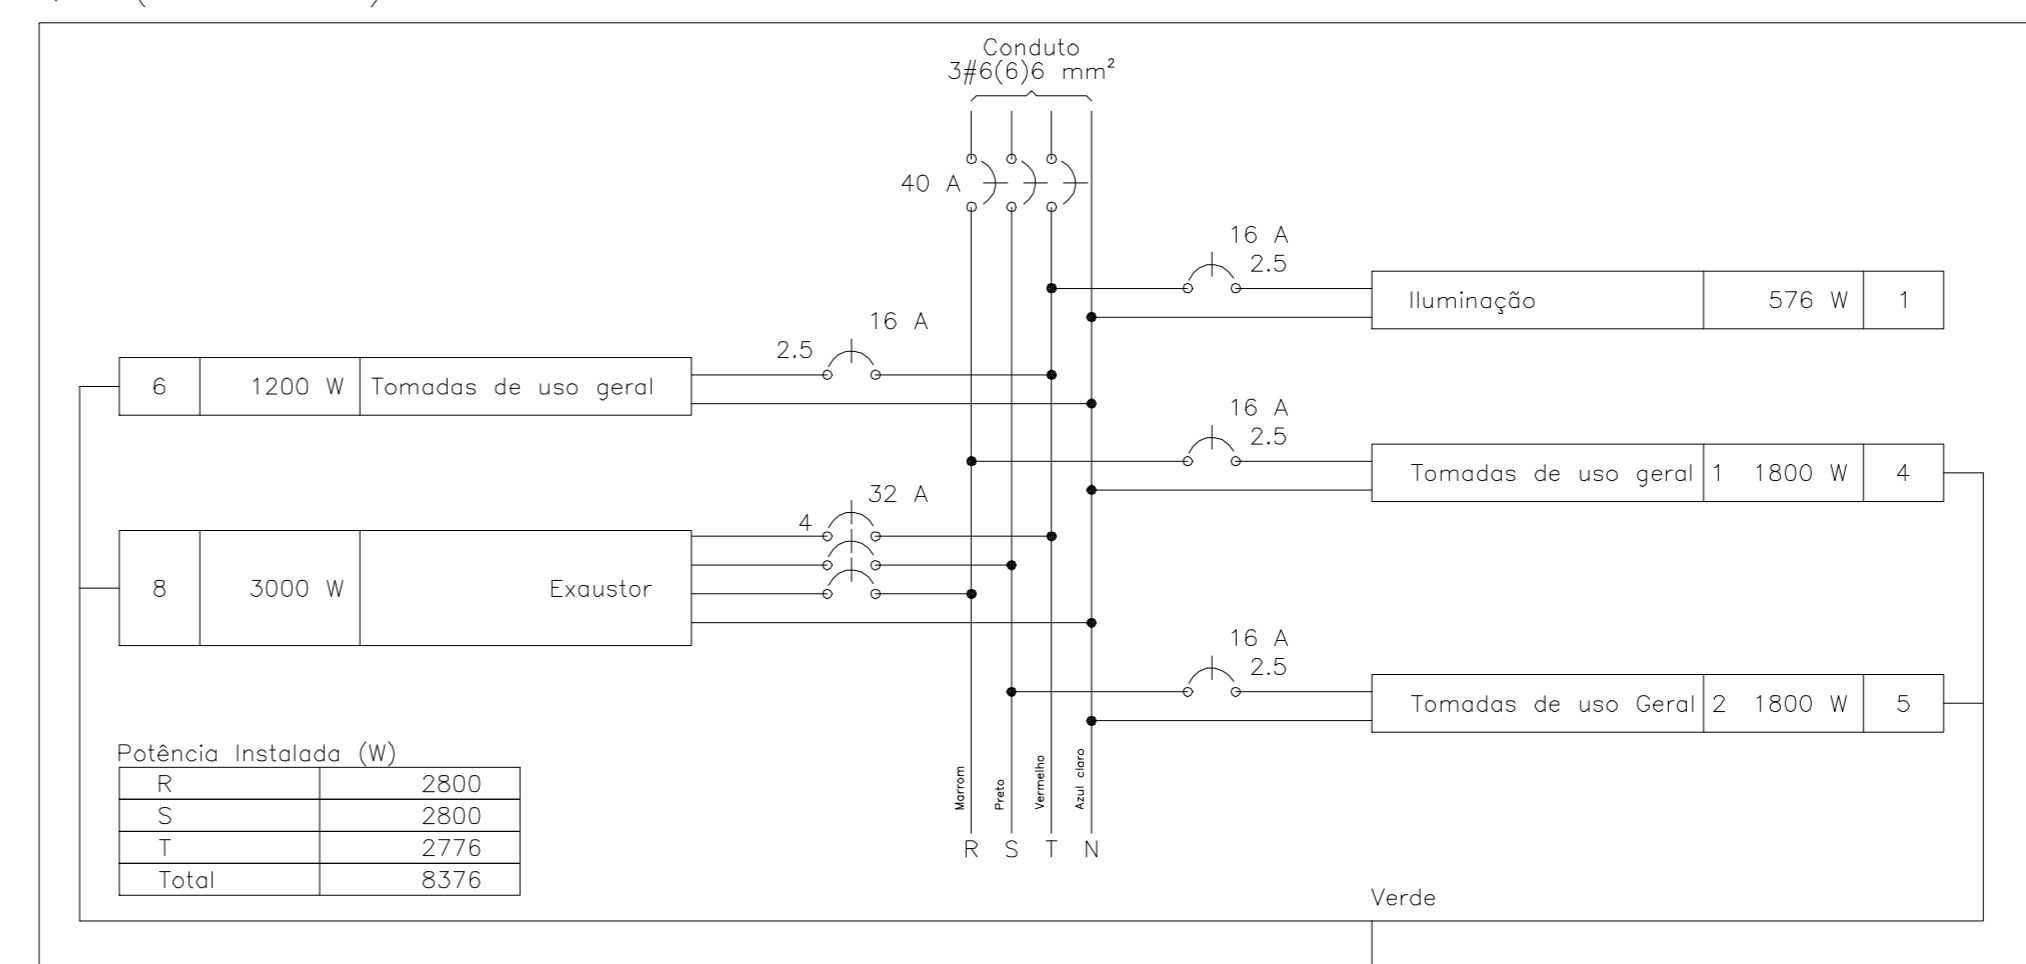 Conduto
3#6(6)6 mm²
40 A
16 A
2.5
Iluminação 576 W 1
16 A
2.5
6 1200 W Tomadas de uso geral
16 A
2.5
Tomadas de uso geral 1 1800 W 4
32 A
4
8 3000 W Exaustor
16 A
2.5
Tomadas de uso Geral 2 1800 W 5
Potência Instalada (W)
R 2800
S 2800
T 2776
Total 8376
Marrom
Preto
Vermelho
Azul claro
R S T N
Verde